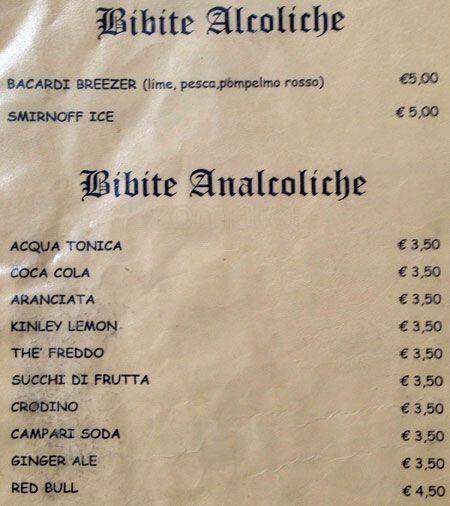 Bibite Alcoliche
BACARDI BREEZER (lime, pesca,pompelmo rosso) €5,00
SMIRNOFF ICE € 5,00
Bibite Analcoliche
ACQUA TONICA € 3,50
COCA COLA € 3,50
ARANCIATA € 3,50
KINLEY LEMON € 3,50
THE' FREDDO € 3,50
SUCCHI DI FRUTTA € 3,50
CRODINO € 3,50
CAMPARI SODA € 3,50
GINGER ALE € 3,50
RED BULL € 4,50